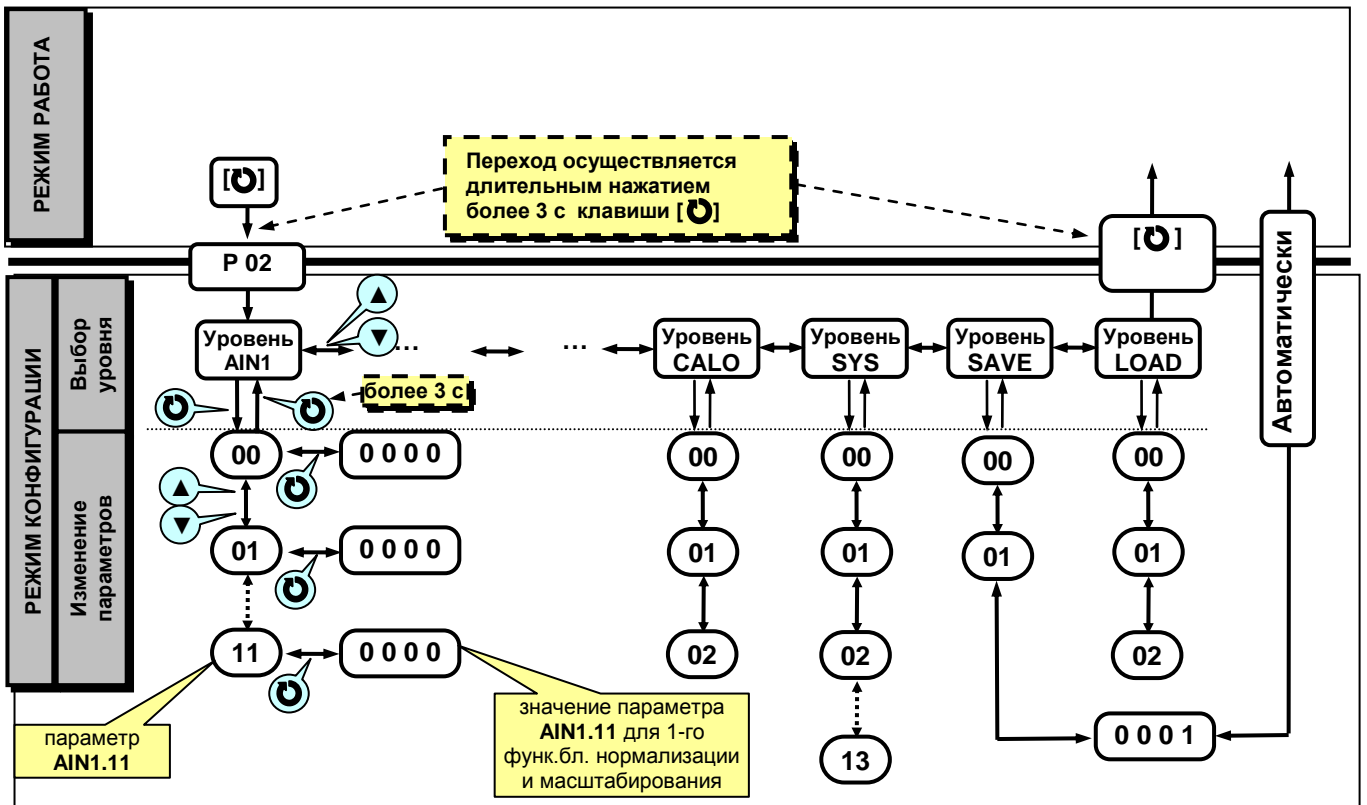 РЕЖИМ РАБОТА
[↻]
Переход осуществляется
длительным нажатием
более 3 с клавиши [↻]
[↻]
Автоматически
P 02
РЕЖИМ КОНФИГУРАЦИИ
Выбор
уровня
▲
▼
Уровень
AIN1
...
...
Уровень
CALO
Уровень
SYS
Уровень
SAVE
Уровень
LOAD
↻
↻
более 3 с
Изменение
параметров
00
0 0 0 0
00
00
00
00
▲
↻
▼
01
0 0 0 0
01
01
01
01
↻
11
0 0 0 0
02
02
02
↻
параметр
AIN1.11
значение параметра
AIN1.11 для 1-го
функ.бл. нормализации
и масштабирования
13
0 0 0 1